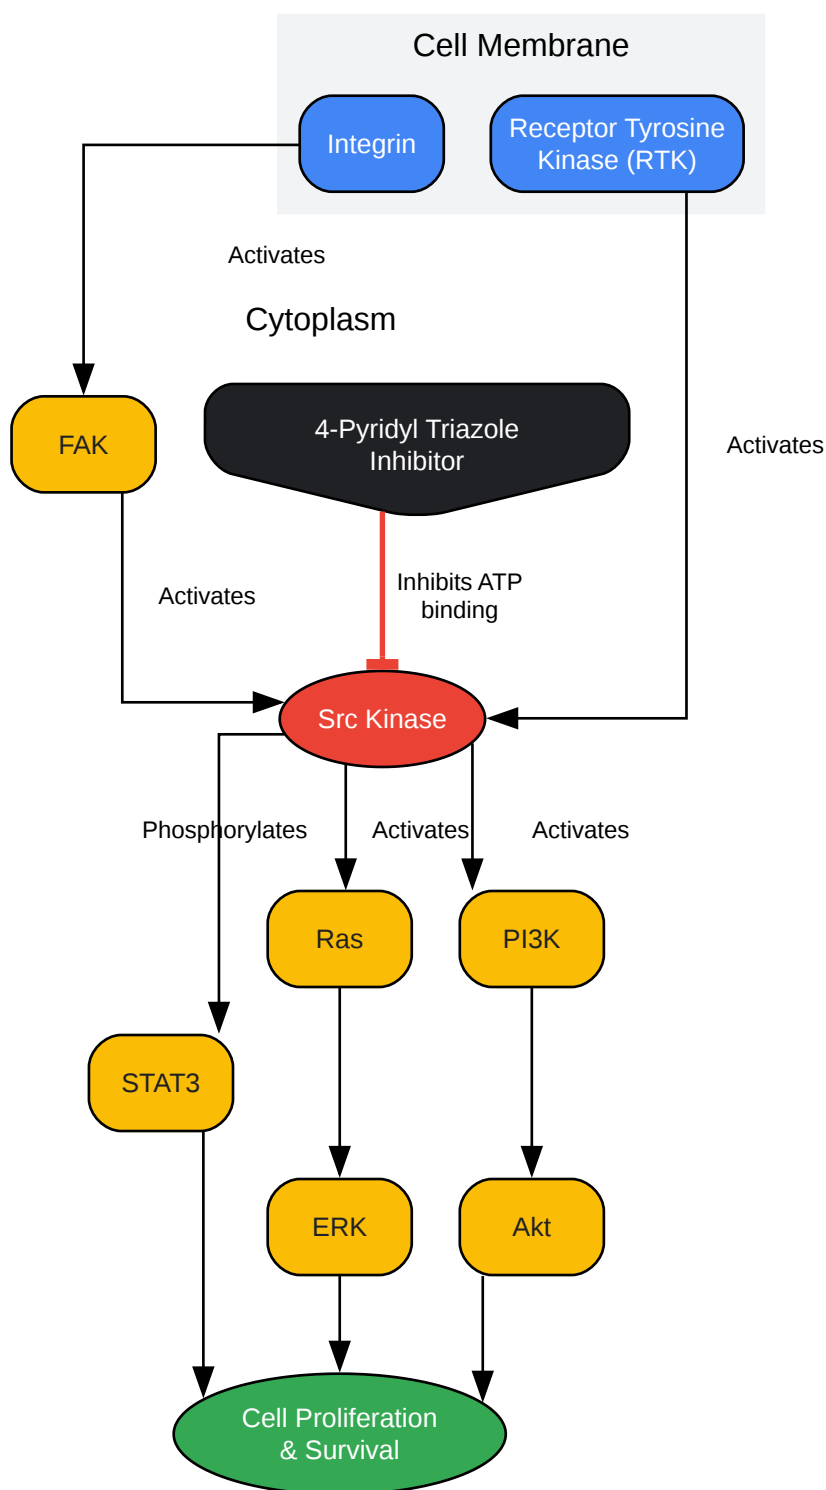 Cell Membrane
Integrin
Receptor Tyrosine
Kinase (RTK)
Activates
Cytoplasm
FAK
4-Pyridyl Triazole
Inhibitor
Activates
Activates
Inhibits ATP
binding
Src Kinase
Phosphorylates
Activates
Activates
Ras
PI3K
STAT3
ERK
Akt
Cell Proliferation
& Survival